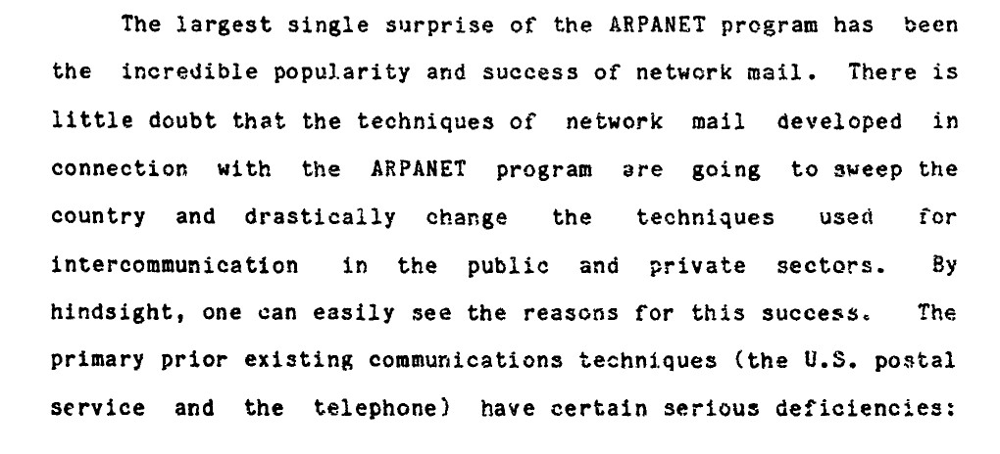 The largest single surprise of the ARPANET program has been
the incredible popularity and success of network mail. There is
little doubt that the techniques of network mail developed in
connection with the ARPANET program are going to sweep the
country and drastically change the techniques used for
intercommunication in the public and private sectors. By
hindsight, one can easily see the reasons for this success. The
primary prior existing communications techniques (the U.S. postal
service and the telephone) have certain serious deficiencies: